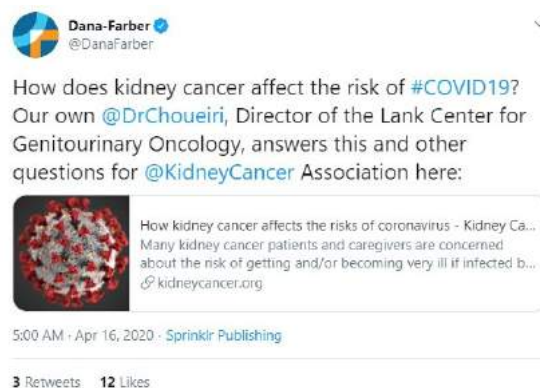 Dana-Farber
@DanaFarber
How does kidney cancer affect the risk of #COVID19?
Our own @DrChoueiri, Director of the Lank Center for
Genitourinary Oncology, answers this and other
questions for @KidneyCancer Association here:
How kidney cancer affects the risks of coronavirus - Kidney Ca...
Many kidney cancer patients and caregivers are concerned
about the risk of getting and/or becoming very ill if infected b...
kidneycancer.org
5:00 AM · Apr 16, 2020 · Sprinklr Publishing
3 Retweets 12 Likes